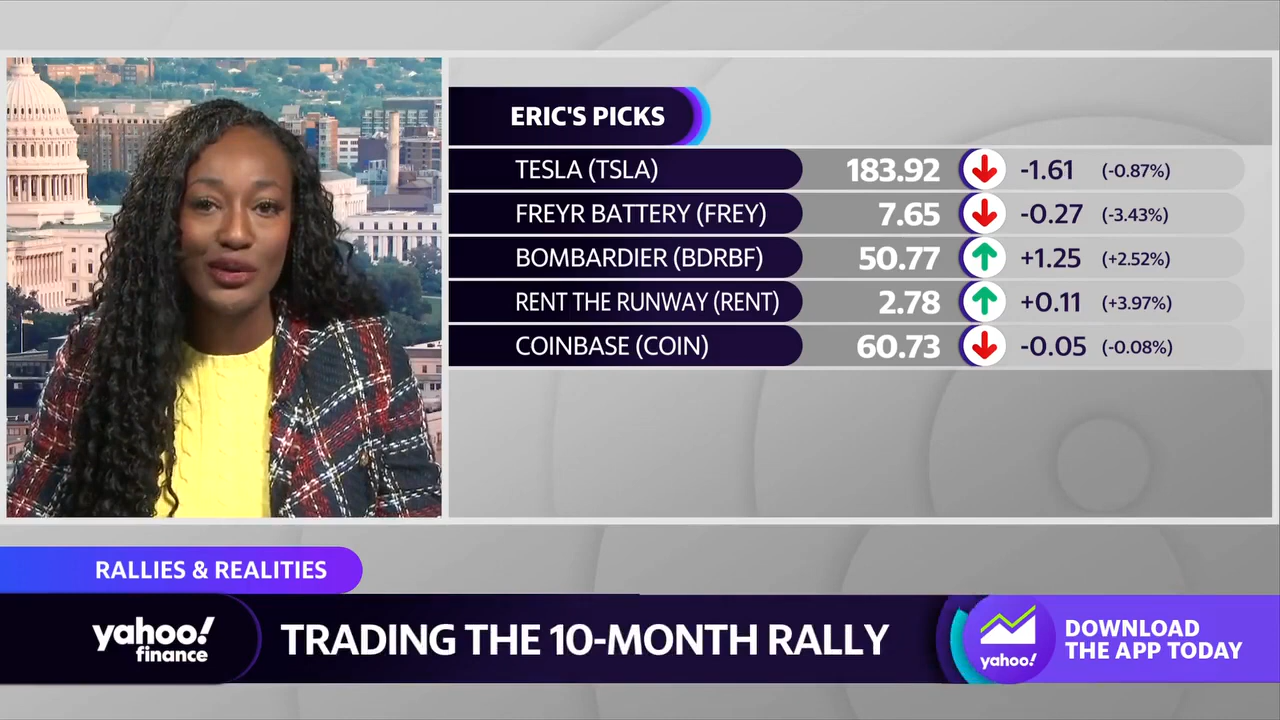 ERIC'S PICKS
TESLA (TSLA) 183.92 -1.61 (-0.87%)
FREYR BATTERY (FREY) 7.65 -0.27 (-3.43%)
BOMBARDIER (BDRBF) 50.77 +1.25 (+2.52%)
RENT THE RUNWAY (RENT) 2.78 +0.11 (+3.97%)
COINBASE (COIN) 60.73 -0.05 (-0.08%)
RALLIES & REALITIES
yahoo!
finance
TRADING THE 10-MONTH RALLY
yahoo!
DOWNLOAD
THE APP TODAY